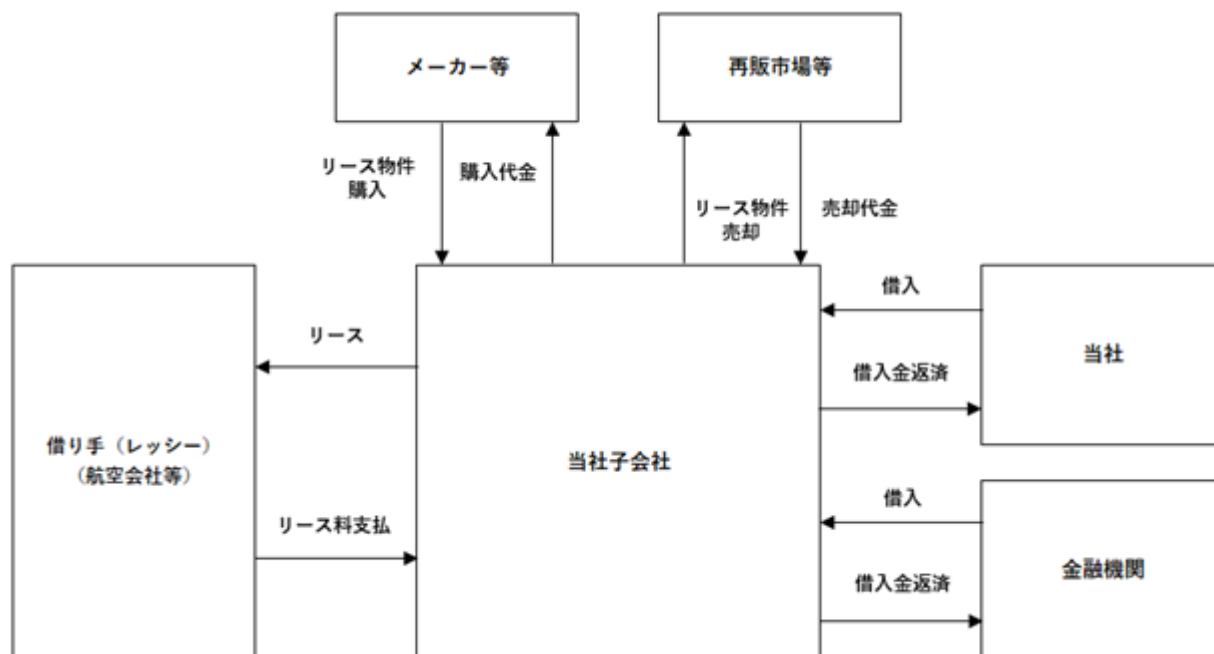 メーカー等
再販市場等
リース物件
購入
購入代金
リース物件
売却
売却代金
借入
リース
当社
借入金返済
借り手（レッシー）
（航空会社等）
当社子会社
借入
リース料支払
金融機関
借入金返済